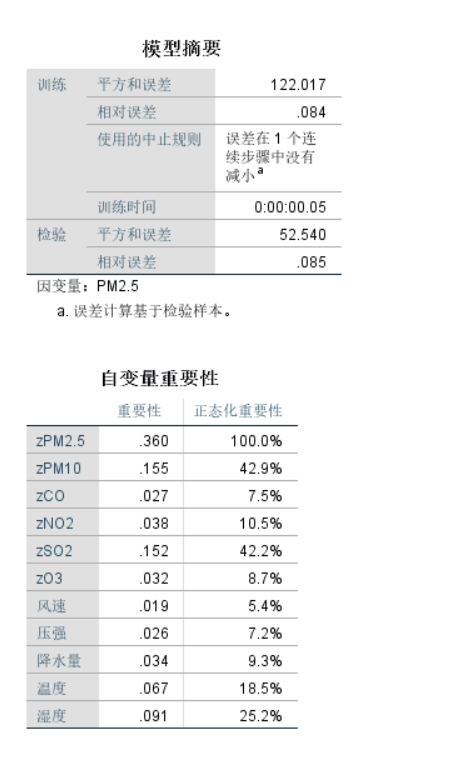 模型摘要
训练 平方和误差 122.017
相对误差 .084
使用的中止规则 误差在 1 个连
续步骤中没有
减小a
训练时间 0:00:00.05
检验 平方和误差 52.540
相对误差 .085
因变量：PM2.5
a. 误差计算基于检验样本。
自变量重要性
重要性 正态化重要性
zPM2.5 .360 100.0%
zPM10 .155 42.9%
zCO .027 7.5%
zNO2 .038 10.5%
zSO2 .152 42.2%
zO3 .032 8.7%
风速 .019 5.4%
压强 .026 7.2%
降水量 .034 9.3%
温度 .067 18.5%
湿度 .091 25.2%